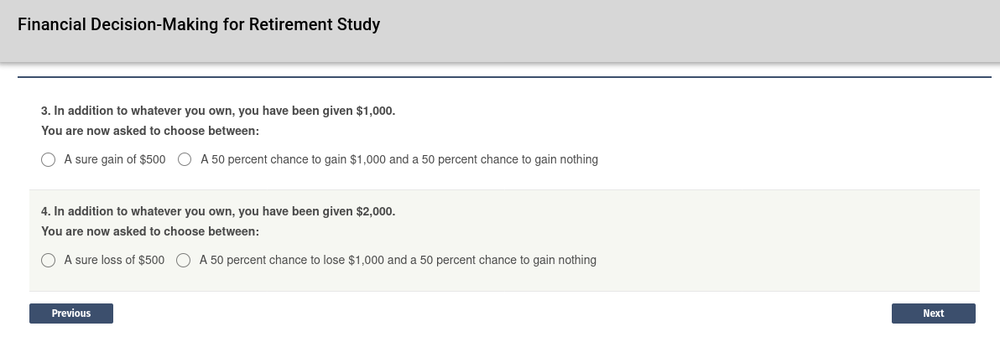 Financial Decision-Making for Retirement Study
3. In addition to whatever you own, you have been given $1,000.
You are now asked to choose between:
A sure gain of $500 A 50 percent chance to gain $1,000 and a 50 percent chance to gain nothing
4. In addition to whatever you own, you have been given $2,000.
You are now asked to choose between:
A sure loss of $500 A 50 percent chance to lose $1,000 and a 50 percent chance to gain nothing
Previous Next